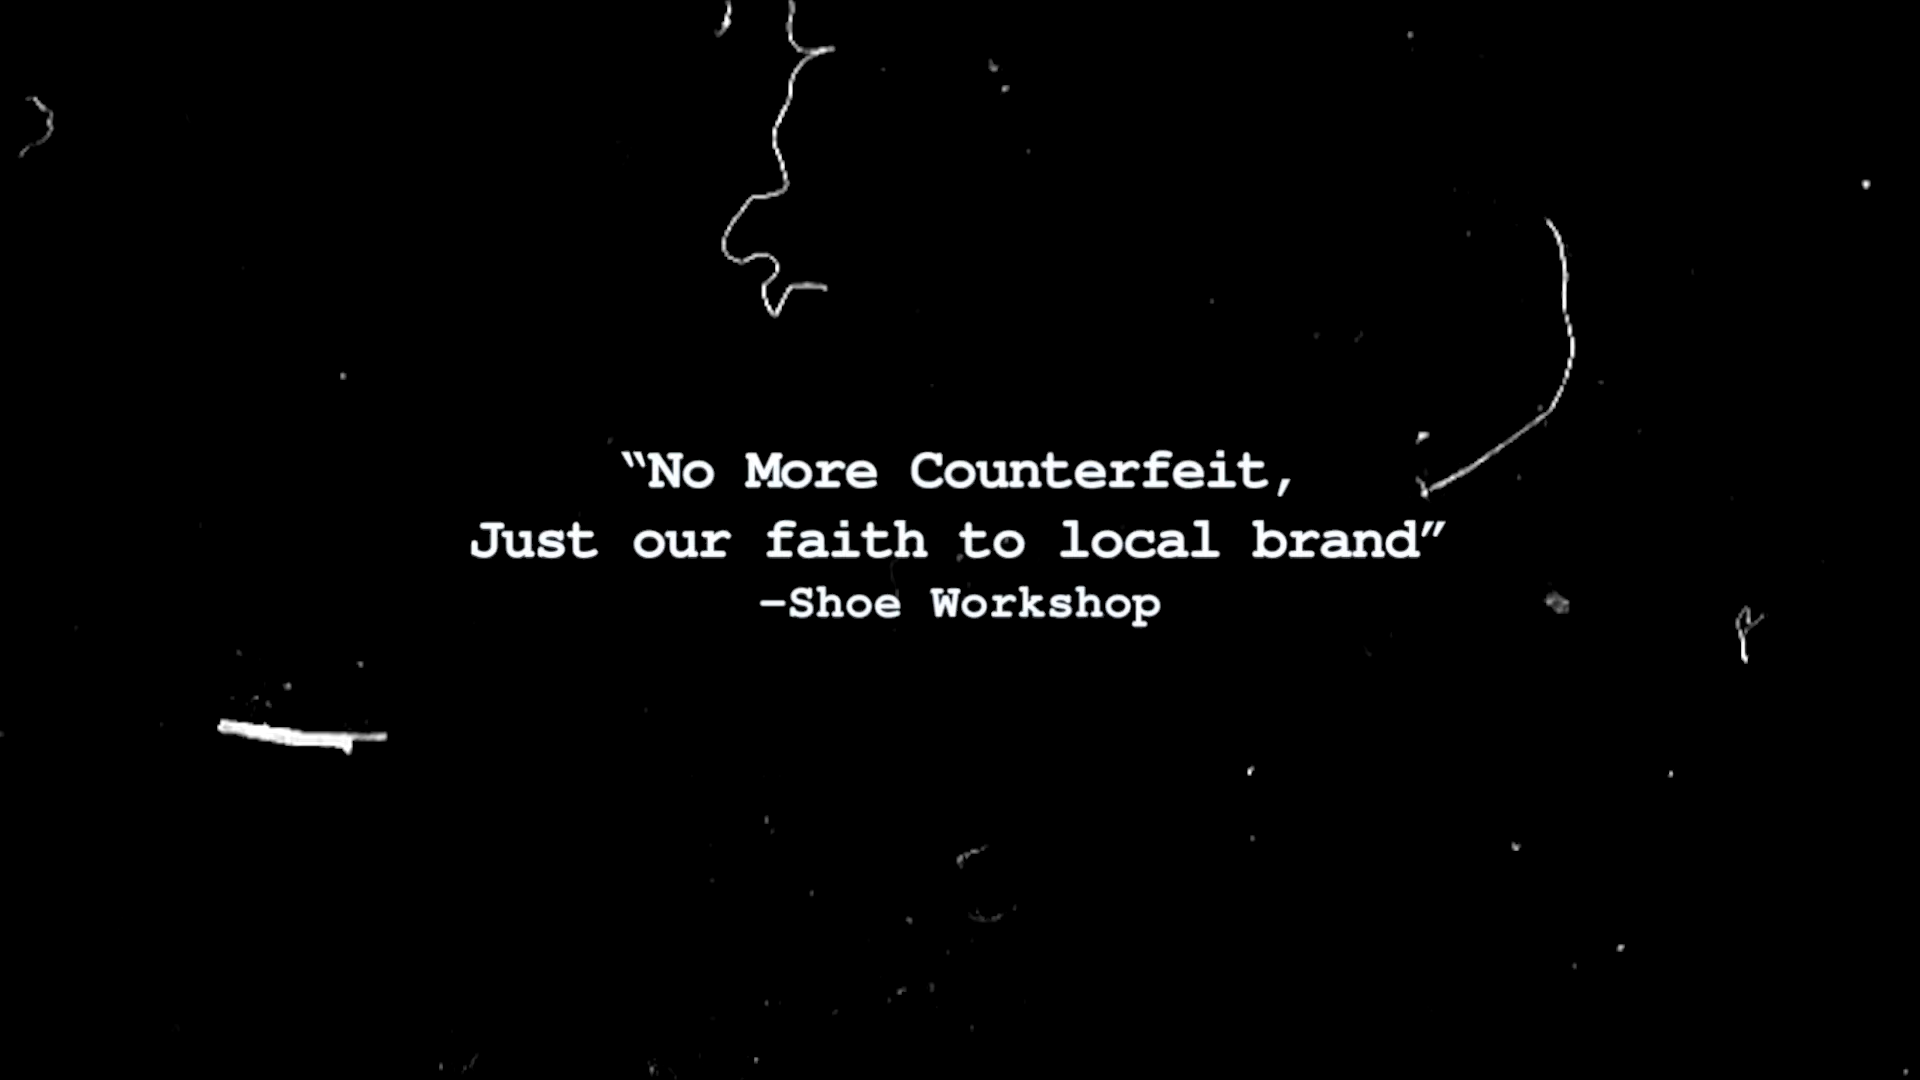 “No More Counterfeit,
Just our faith to local brand”
–Shoe Workshop